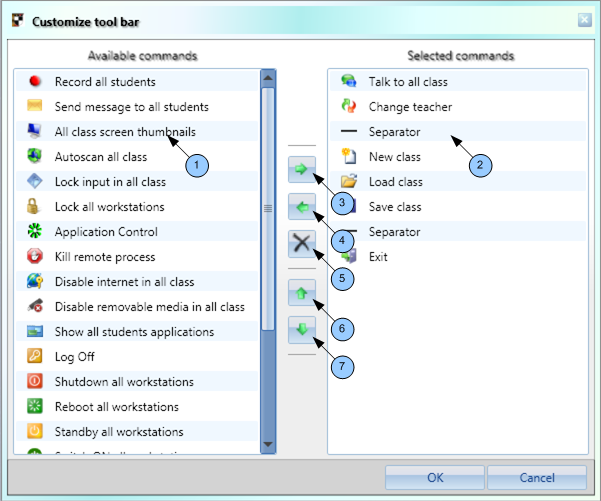 Customize tool bar
Available commands
Selected commands
Record all students
Send message to all students
All class screen thumbnails
Autoscan all class
Lock input in all class
Lock all workstations
Application Control
Kill remote process
Disable internet in all class
Disable removable media in all class
Show all students applications
Log Off
Shutdown all workstations
Reboot all workstations
Standby all workstations
1
3
4
5
6
7
Talk to all class
Change teacher
Separator
2
New class
Load class
Save class
Separator
Exit
OK
Cancel